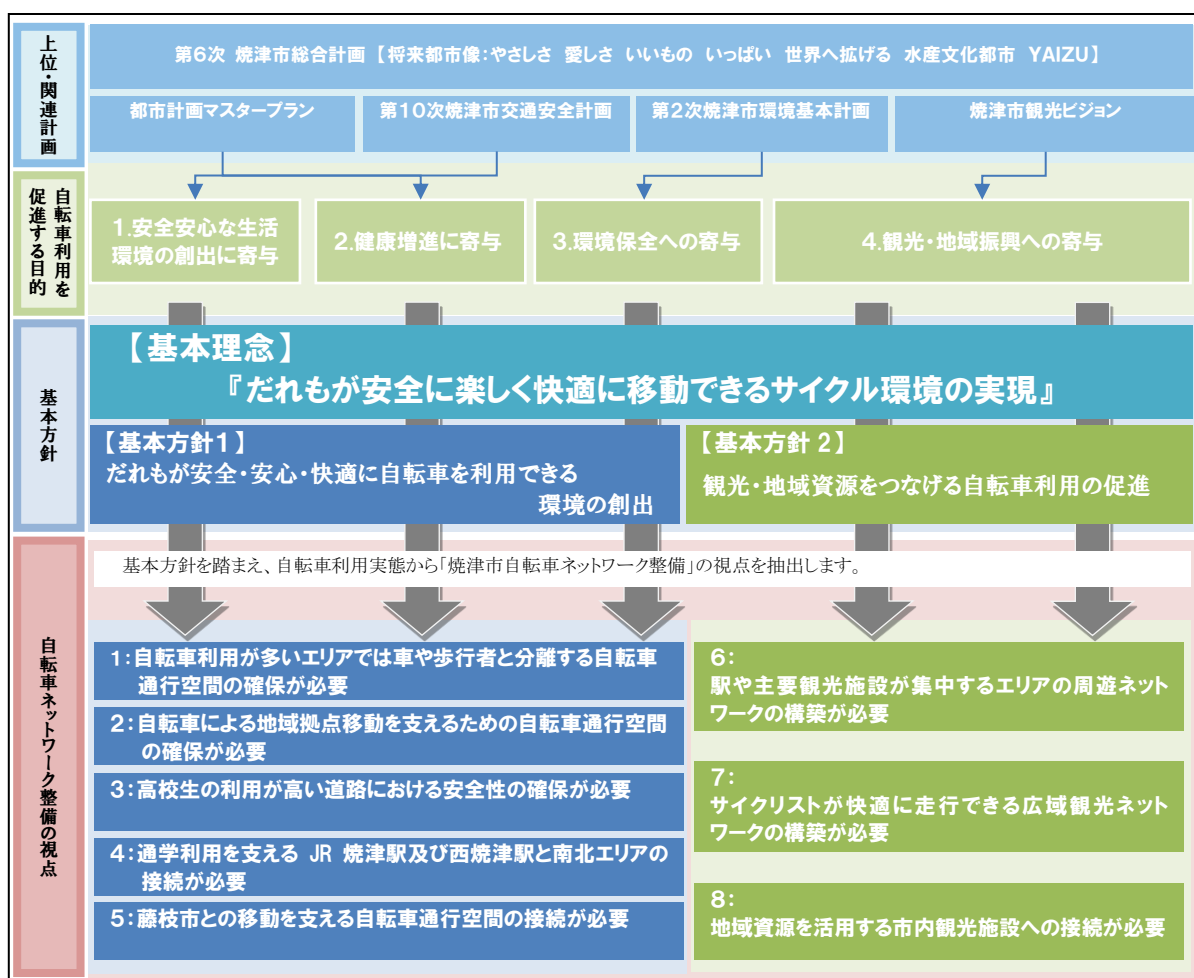 上位・関連計画
第6次 焼津市総合計画【将来都市像：やさしさ 愛しさ いいもの いっぱい 世界へ拡げる 水産文化都市 YAIZU】
都市計画マスタープラン
第10次焼津市交通安全計画
第2次焼津市環境基本計画
焼津市観光ビジョン
自転車利用を
促進する目的
1.安全安心な生活
環境の創出に寄与
2.健康増進に寄与
3.環境保全への寄与
4.観光・地域振興への寄与
基本方針
【基本理念】
『だれもが安全に楽しく快適に移動できるサイクル環境の実現』
【基本方針1】
だれもが安全・安心・快適に自転車を利用できる
環境の創出
【基本方針2】
観光・地域資源をつなげる自転車利用の促進
基本方針を踏まえ、自転車利用実態から「焼津市自転車ネットワーク整備」の視点を抽出します。
自転車ネットワーク整備の視点
1：自転車利用が多いエリアでは車や歩行者と分離する自転車
通行空間の確保が必要
2：自転車による地域拠点移動を支えるための自転車通行空間
の確保が必要
3：高校生の利用が高い道路における安全性の確保が必要
4：通学利用を支える JR 焼津駅及び西焼津駅と南北エリアの
接続が必要
5：藤枝市との移動を支える自転車通行空間の接続が必要
6：
駅や主要観光施設が集中するエリアの周遊ネット
ワークの構築が必要
7：
サイクリストが快適に走行できる広域観光ネット
ワークの構築が必要
8：
地域資源を活用する市内観光施設への接続が必要